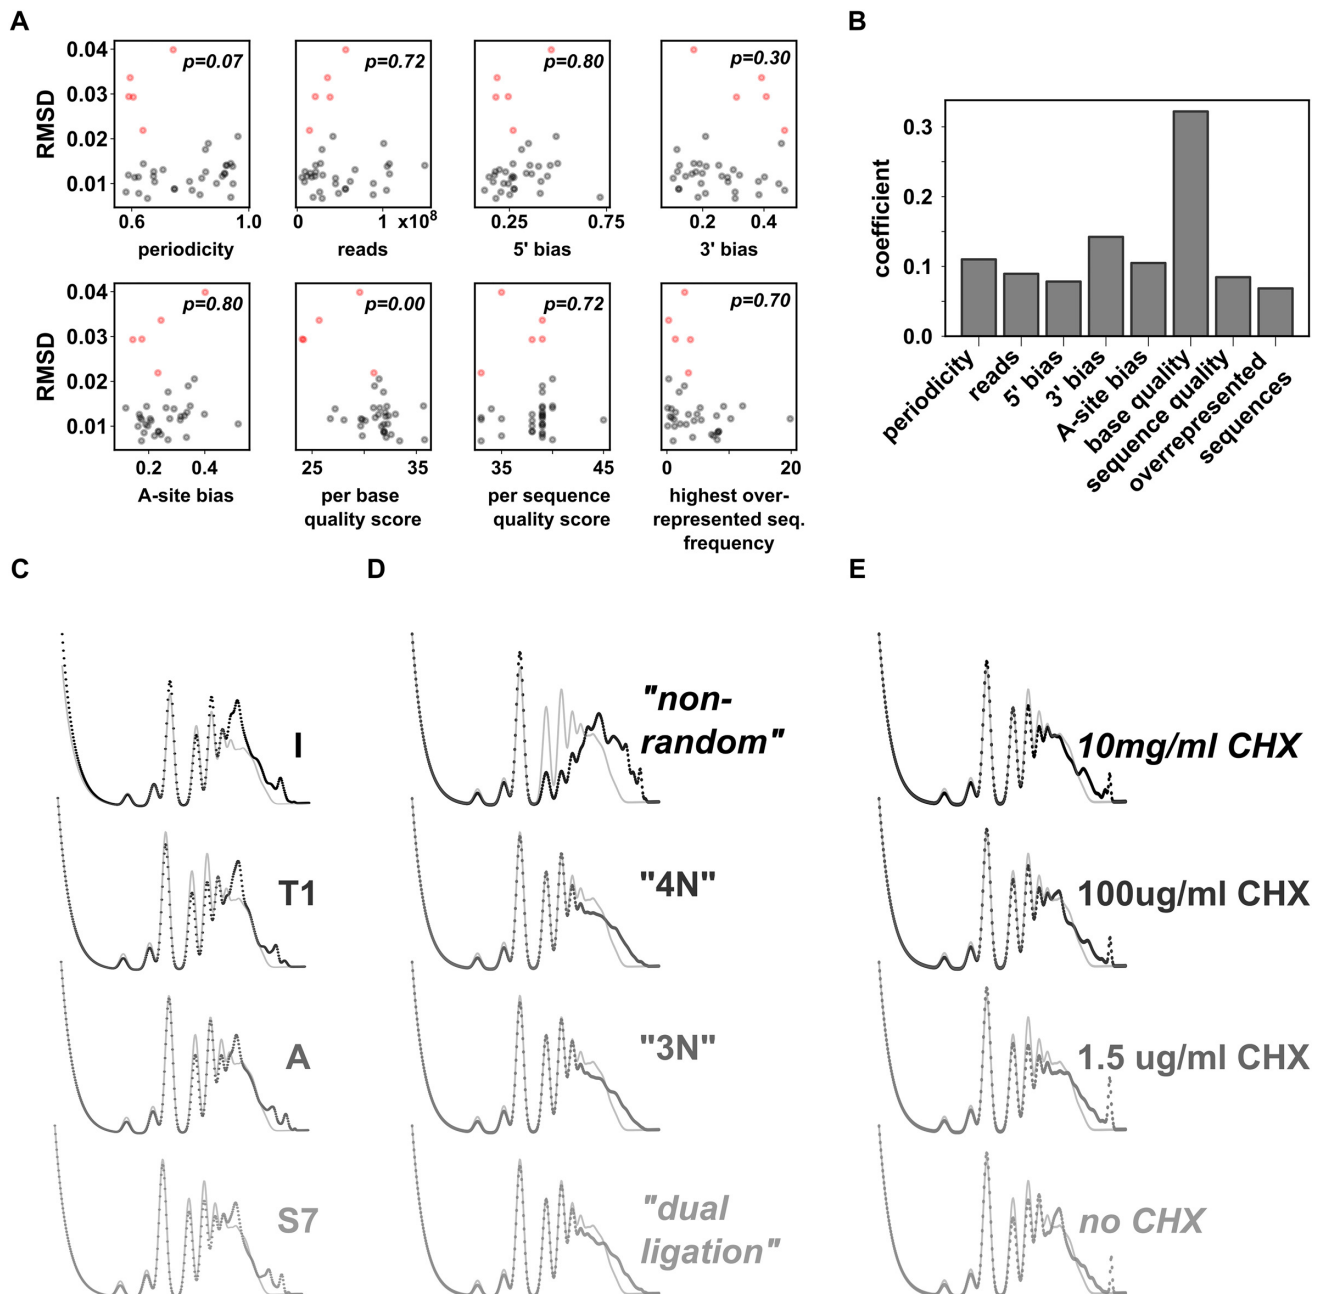 A
B
0.04
0.03
0.02
0.01
RMSD
p=0.07
0.6
1.0
periodicity
p=0.72
0
1
x10⁸
reads
p=0.80
0.25
0.75
5' bias
p=0.30
0.2
0.4
3' bias
0.04
0.03
0.02
0.01
RMSD
p=0.80
0.2
0.4
A-site bias
p=0.00
25
35
per base
quality score
p=0.72
35
45
per sequence
quality score
p=0.70
0
20
highest over-
represented seq.
frequency
coefficient
0.3
0.2
0.1
0.0
periodicity
reads
5' bias
3' bias
A-site bias
base quality
sequence quality
overrepresented
sequences
C
D
E
I
T1
A
S7
"non-
random"
"4N"
"3N"
"dual
ligation"
10mg/ml CHX
100ug/ml CHX
1.5 ug/ml CHX
no CHX